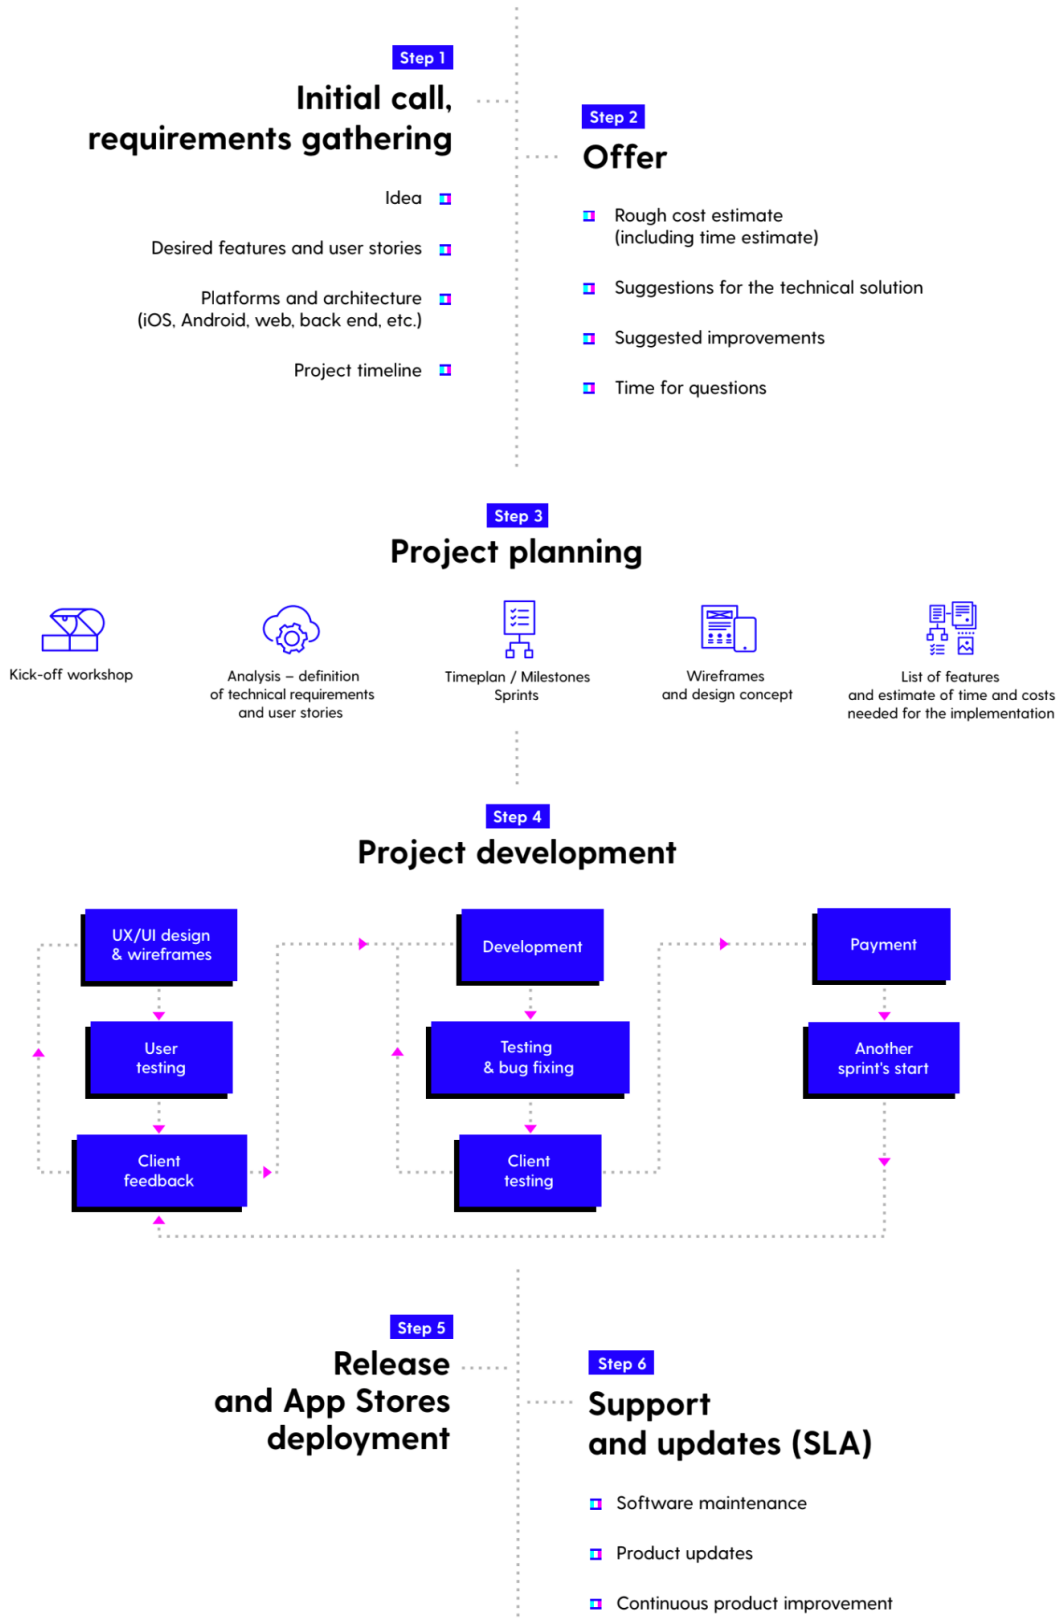 Step 1
Initial call,
requirements gathering
Idea
Desired features and user stories
Platforms and architecture
(iOS, Android, web, back end, etc.)
Project timeline
Step 2
Offer
Rough cost estimate
(including time estimate)
Suggestions for the technical solution
Suggested improvements
Time for questions
Step 3
Project planning
Kick-off workshop
Analysis – definition
of technical requirements
and user stories
Timeplan / Milestones
Sprints
Wireframes
and design concept
List of features
and estimate of time and costs
needed for the implementation
Step 4
Project development
UX/UI design
& wireframes
User
testing
Client
feedback
Development
Testing
& bug fixing
Client
testing
Payment
Another
sprint's start
Step 5
Release
and App Stores
deployment
Step 6
Support
and updates (SLA)
Software maintenance
Product updates
Continuous product improvement